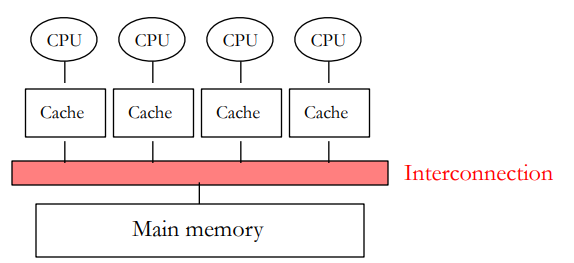 CPU CPU CPU CPU
Cache Cache Cache Cache
Interconnection
Main memory